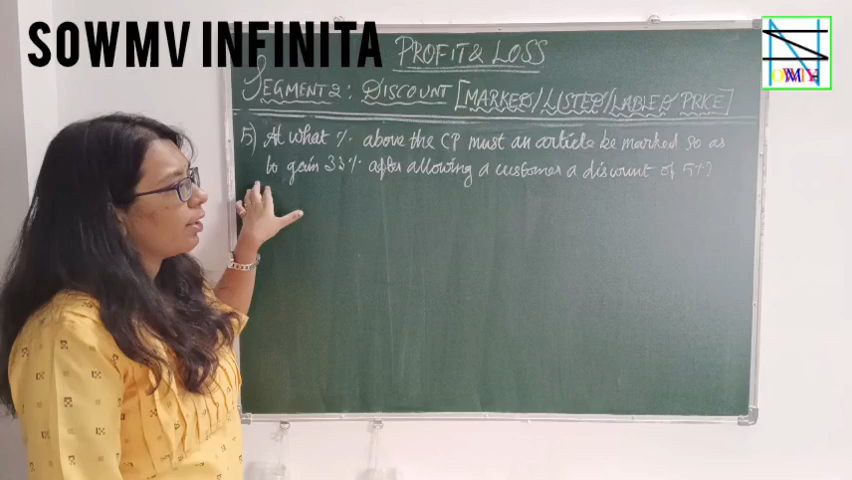 SOWMV INFINITA
PROFIT & LOSS
SEGMENT 2 : DISCOUNT [MARKED/LISTED/LABLED PRICE]
5) At what % above the CP must an article be marked so as
to gain 33% after allowing a customer a discount of 5%?